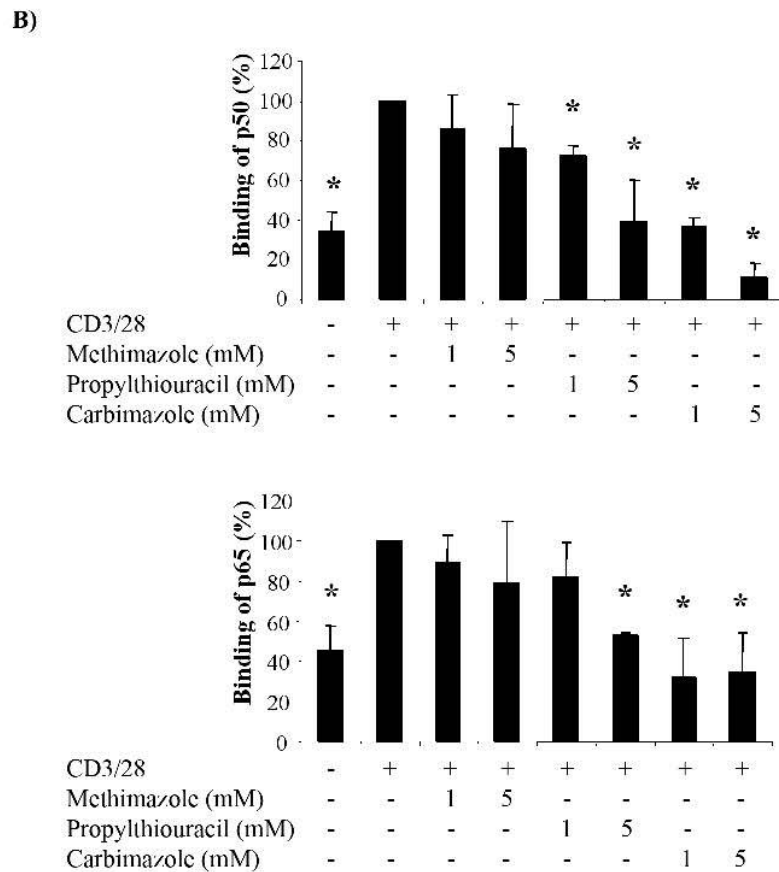 B)
Binding of p50 (%)
120
100
80
60
40
20
0
* * * * *
CD3/28 - + + + + + + +
Methimazole (mM) - - 1 5 - - - -
Propylthiouracil (mM) - - - - 1 5 - -
Carbimazole (mM) - - - - - - 1 5
Binding of p65 (%)
120
100
80
60
40
20
0
* * * *
CD3/28 - + + + + + + +
Methimazole (mM) - - 1 5 - - - -
Propylthiouracil (mM) - - - - 1 5 - -
Carbimazole (mM) - - - - - - 1 5